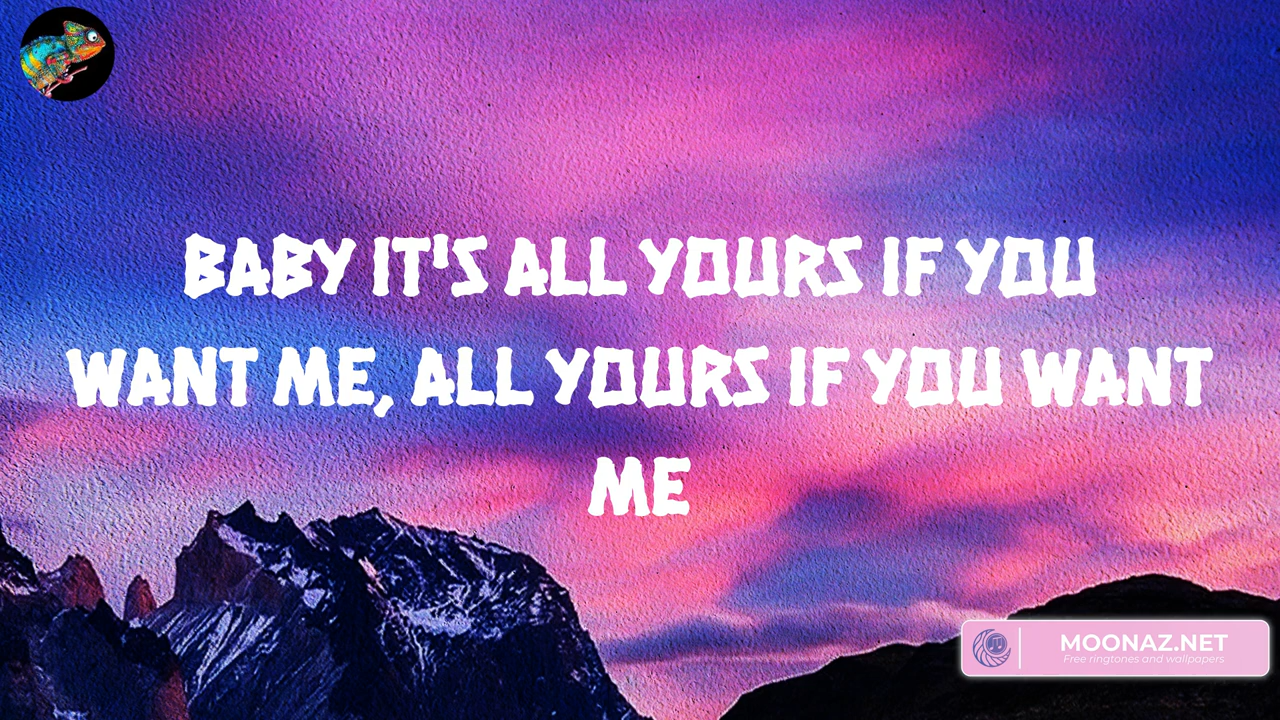 BABY IT'S ALL YOURS IF YOU
WANT ME, ALL YOURS IF YOU WANT
ME
MOONAZ.NET
Free ringtones and wallpapers